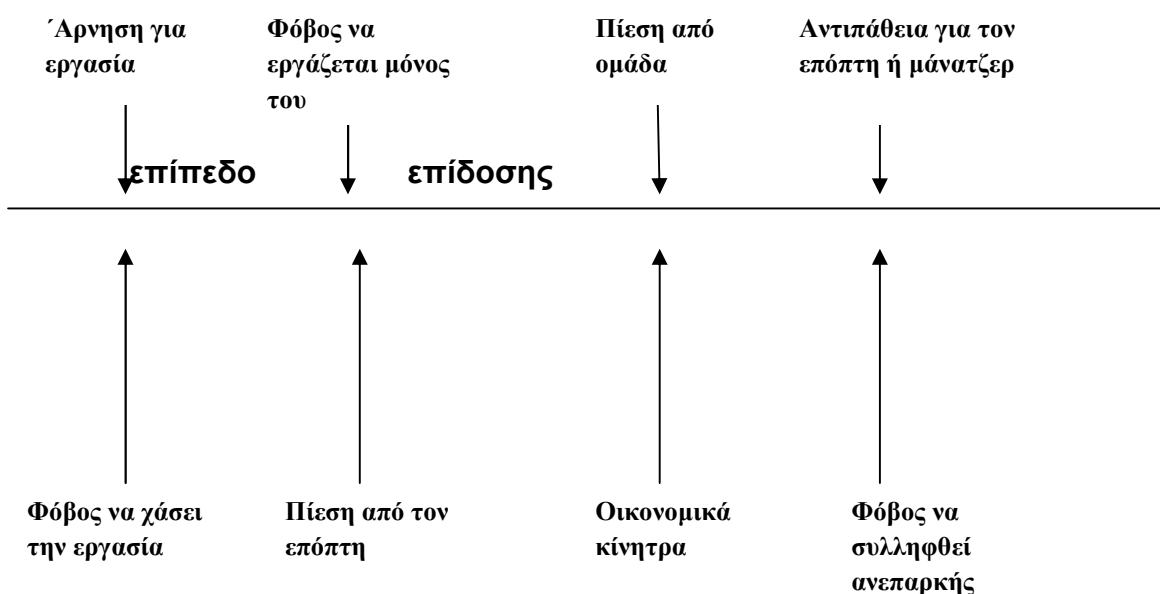 ΄Αρνηση για
εργασία
Φόβος να
εργάζεται μόνος
του
Πίεση από
ομάδα
Αντιπάθεια για τον
επόπτη ή μάνατζερ
επίπεδο επίδοσης
Φόβος να χάσει
την εργασία
Πίεση από τον
επόπτη
Οικονομικά
κίνητρα
Φόβος να
συλληφθεί
ανεπαρκής